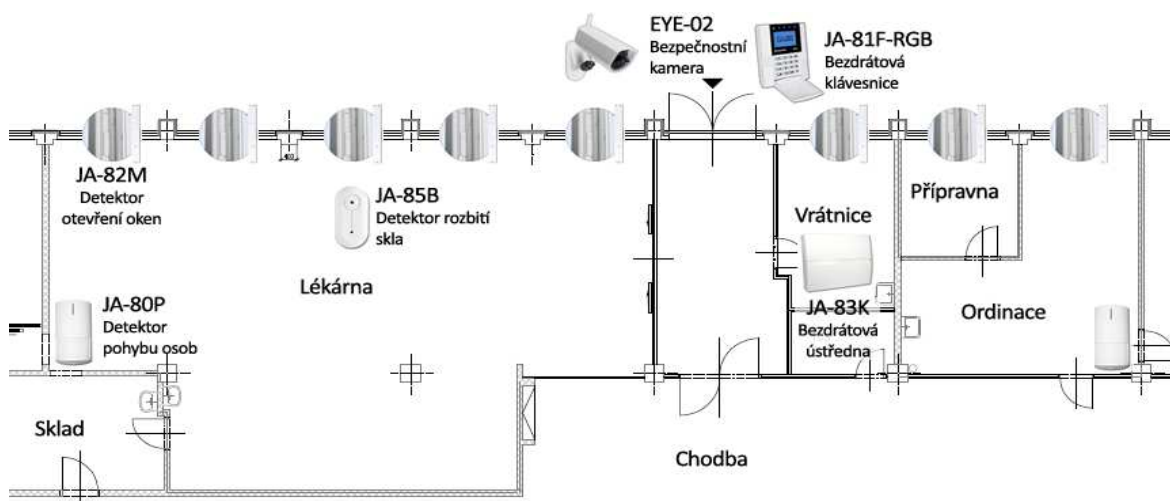 EYE-02
Bezpečnostní
kamera
JA-81F-RGB
Bezdrátová
klávesnice
JA-82M
Detektor
otevření oken
JA-85B
Detektor rozbití
skla
Přípravna
Vrátnice
Lékárna
JA-80P
Detektor
pohybu osob
JA-83K
Bezdrátová
ústředna
Ordinace
Sklad
Chodba